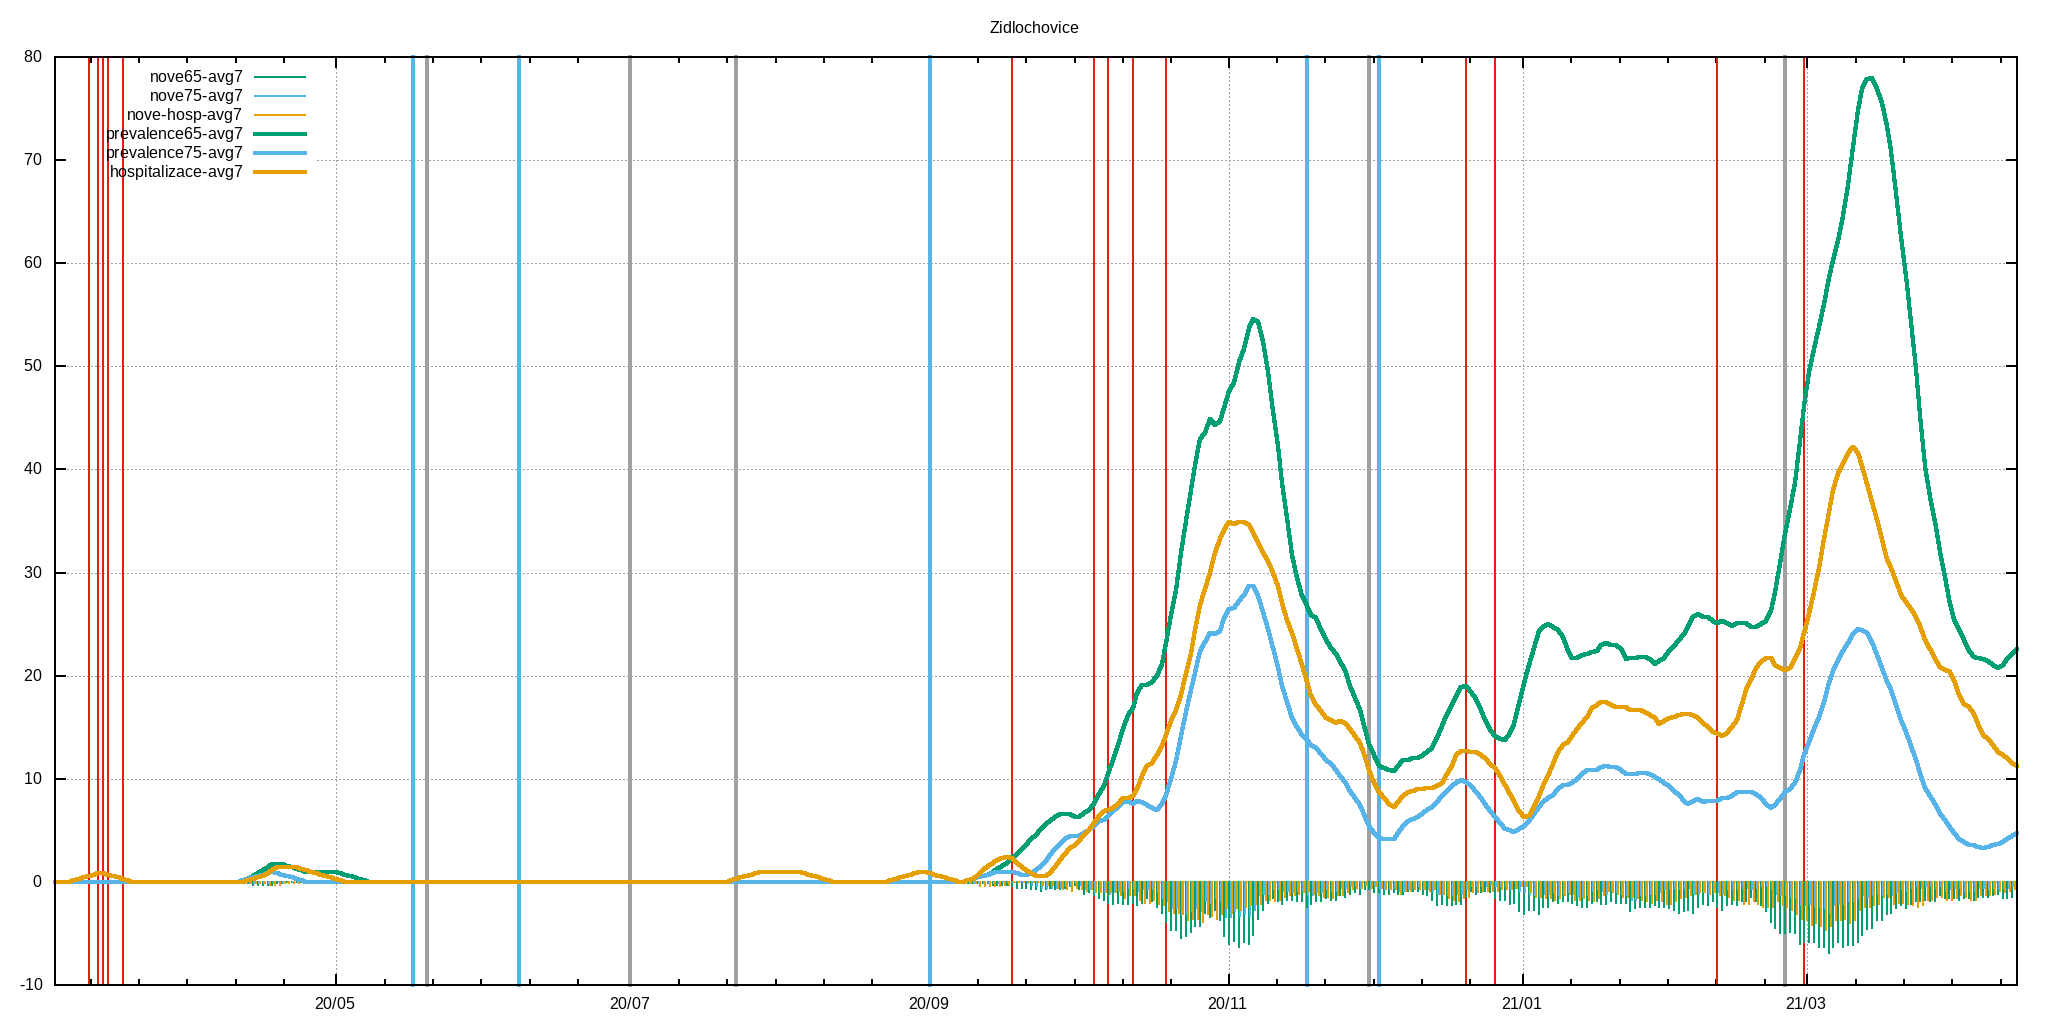 Zidlochovice
80
70
60
50
40
30
20
10
0
-10
nove65-avg7
nove75-avg7
nove-hosp-avg7
prevalence65-avg7
prevalence75-avg7
hospitalizace-avg7
20/05 20/07 20/09 20/11 21/01 21/03